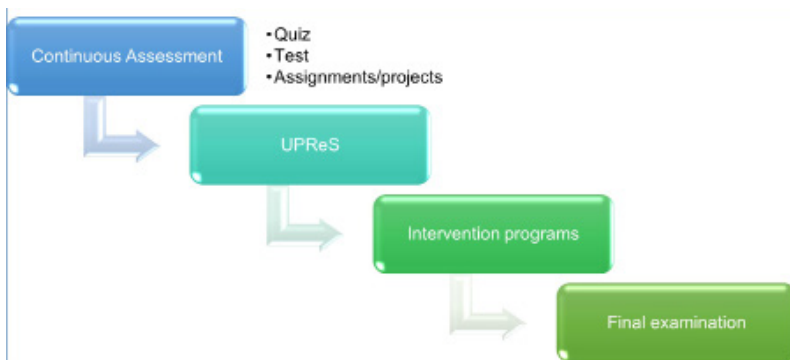 Continuous Assessment
•Quiz
•Test
•Assignments/projects
UPReS
Intervention programs
Final examination